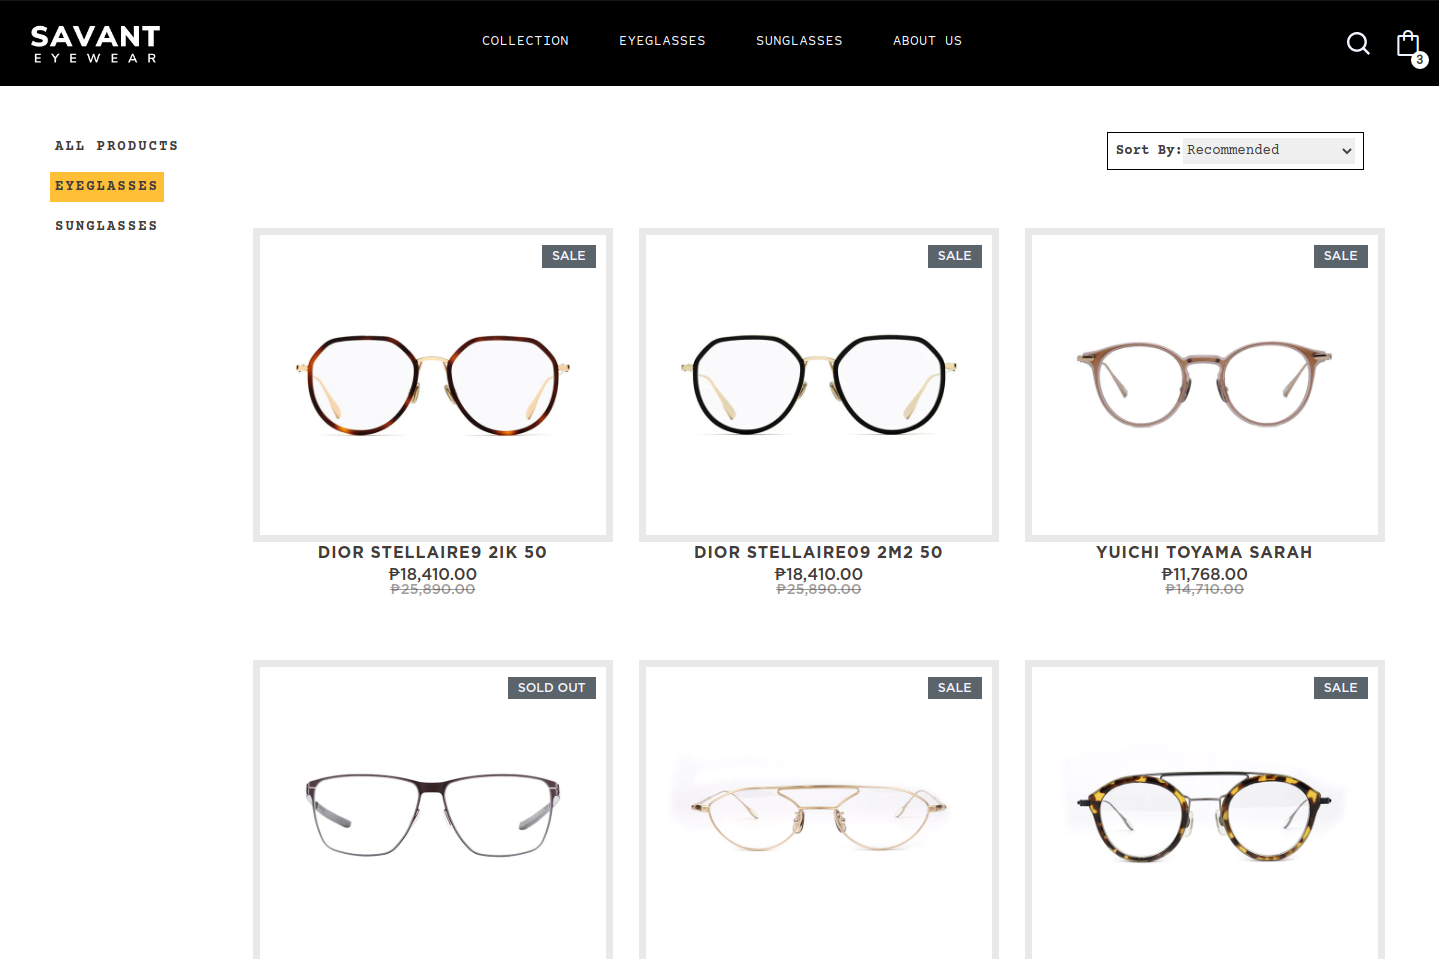 SAVANT
EYEWEAR
COLLECTION
EYEGLASSES
SUNGLASSES
ABOUT US
3
ALL PRODUCTS
EYEGLASSES
SUNGLASSES
Sort By: Recommended
SALE
DIOR STELLAIRE9 2IK 50
₱18,410.00
₱25,890.00
SALE
DIOR STELLAIRE09 2M2 50
₱18,410.00
₱25,890.00
SALE
YUICHI TOYAMA SARAH
₱11,768.00
₱14,710.00
SOLD OUT
SALE
SALE